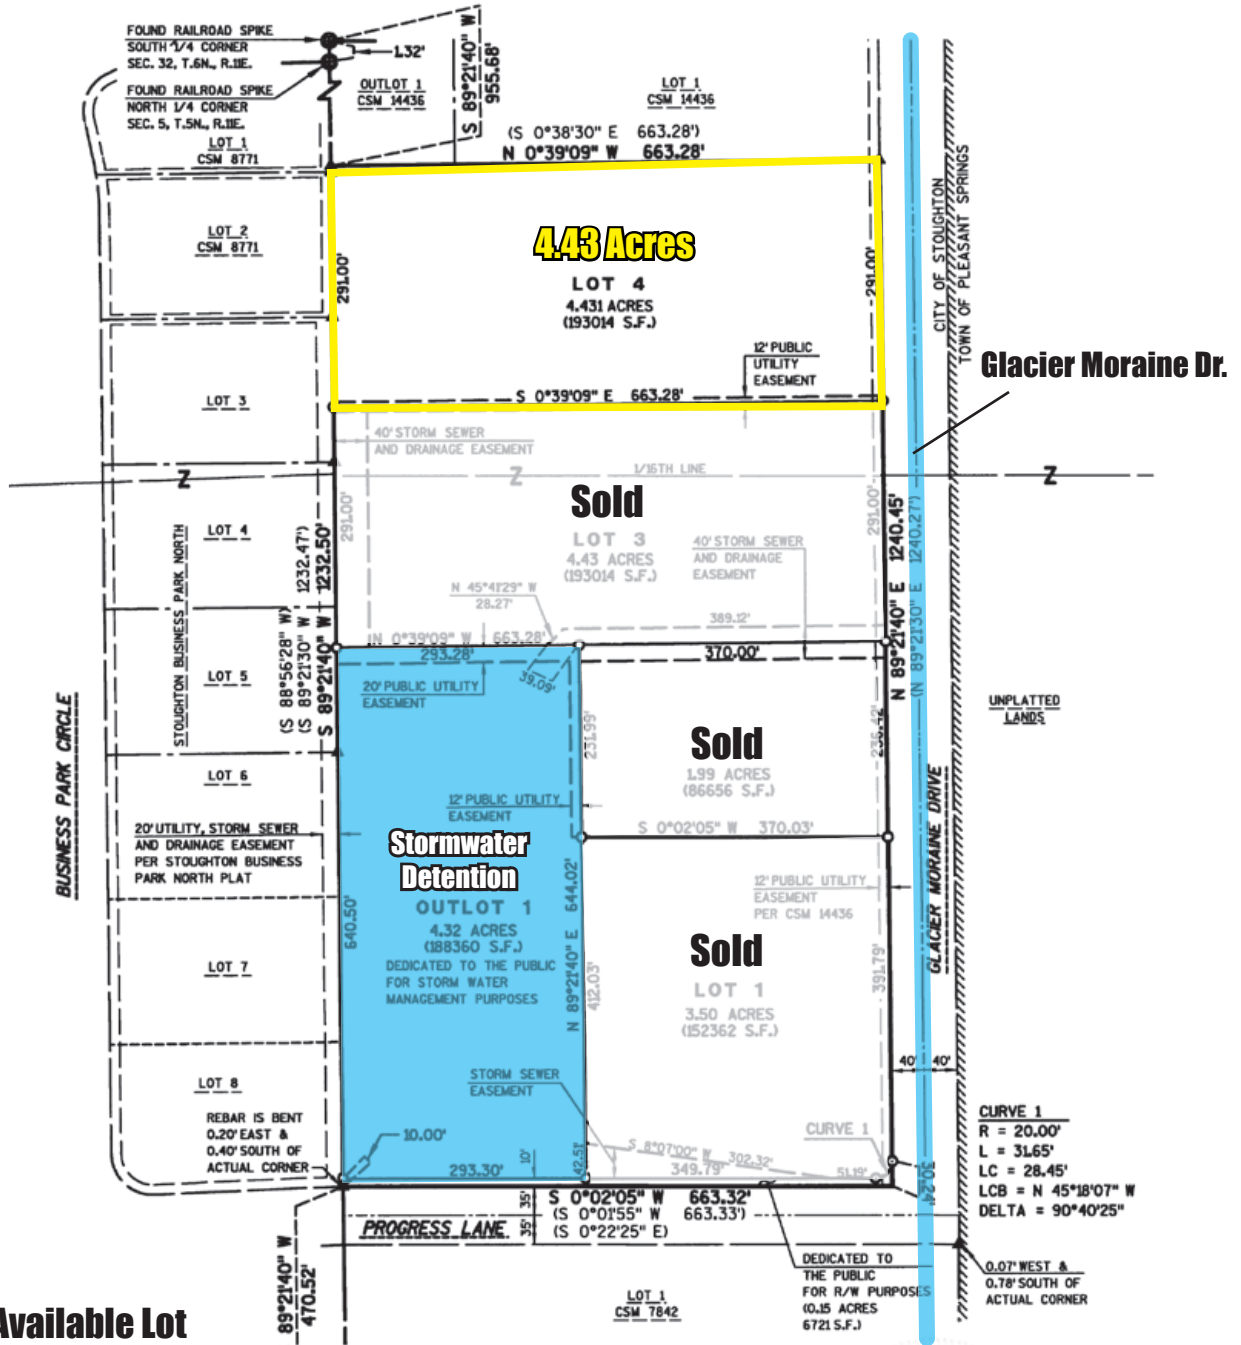 FOUND RAILROAD SPIKE
SOUTH 1/4 CORNER
SEC. 32, T.6N., R.11E.
FOUND RAILROAD SPIKE
NORTH 1/4 CORNER
SEC. 5, T.5N., R.11E.
1.32'
OUTLOT 1
CSM 14436
S 89°21'40" W
955.68'
LOT 1
CSM 14436
(S 0°38'30" E 663.28')
N 0°39'09" W 663.28'
LOT 1
CSM 8771
LOT 2
CSM 8771
291.00'
4.43 Acres
LOT 4
4.431 ACRES
(193014 S.F.)
291.00'
12' PUBLIC
UTILITY
EASEMENT
S 0°39'09" E 663.28'
CITY OF STOUGHTON
TOWN OF PLEASANT SPRINGS
Glacier Moraine Dr.
LOT 3
40' STORM SEWER
AND DRAINAGE EASEMENT
Z
Z
1/16TH LINE
Z
291.00'
Sold
LOT 3
4.43 ACRES
(193014 S.F.)
40' STORM SEWER
AND DRAINAGE
EASEMENT
291.00'
N 45°41'29" W
28.27'
389.12'
N 0°39'09" W 663.28'
293.28'
370.00'
39.09'
LOT 4
STOUGHTON BUSINESS PARK NORTH
(S 88°56'28" W)
(S 89°21'30" W 1232.47')
S 89°21'40" W 1232.50'
N 89°21'40" E 1240.45'
(N 89°21'30" E 1240.27')
LOT 5
20' PUBLIC UTILITY
EASEMENT
231.99'
236.42'
Sold
1.99 ACRES
(86656 S.F.)
UNPLATTED
LANDS
BUSINESS PARK CIRCLE
LOT 6
20' UTILITY, STORM SEWER
AND DRAINAGE EASEMENT
PER STOUGHTON BUSINESS
PARK NORTH PLAT
12' PUBLIC UTILITY
EASEMENT
S 0°02'05" W 370.03'
GLACIER MORAINE DRIVE
Stormwater
Detention
OUTLOT 1
4.32 ACRES
(188360 S.F.)
DEDICATED TO THE PUBLIC
FOR STORM WATER
MANAGEMENT PURPOSES
640.50'
N 89°21'40" E 644.02'
412.03'
12' PUBLIC UTILITY
EASEMENT
PER CSM 14436
Sold
LOT 1
3.50 ACRES
(152362 S.F.)
391.79'
LOT 7
LOT 8
STORM SEWER
EASEMENT
40' 40'
REBAR IS BENT
0.20' EAST &
0.40' SOUTH OF
ACTUAL CORNER
10.00'
293.30'
10'
42.51'
S 8°07'00" W 302.32'
349.79'
CURVE 1
51.19'
30.24'
CURVE 1
R = 20.00'
L = 31.65'
LC = 28.45'
LCB = N 45°18'07" W
DELTA = 90°40'25"
S 0°02'05" W 663.32'
(S 0°01'55" W 663.33')
(S 0°22'25" E)
35' 35'
PROGRESS LANE
89°21'40" W
470.52'
DEDICATED TO
THE PUBLIC
FOR R/W PURPOSES
(0.15 ACRES
6721 S.F.)
0.07' WEST &
0.78' SOUTH OF
ACTUAL CORNER
LOT 1
CSM 7842
Available Lot